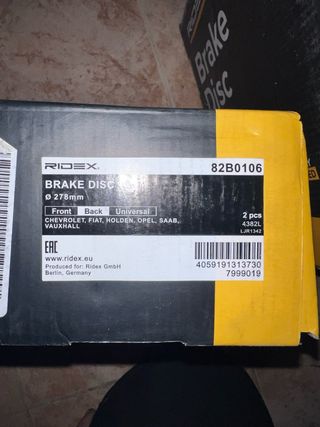 RIDEX
Brake
Disc
RIDEX
82B0106
BRAKE DISC
Ø 278mm
Front Back Universal
2 pcs
CHEVROLET, FIAT, HOLDEN, OPEL, SAAB,
VAUXHALL
4382L
LJR1342
EAC
www.ridex.eu
Produced for: Ridex GmbH
Berlin, Germany
4059191313730
7999019